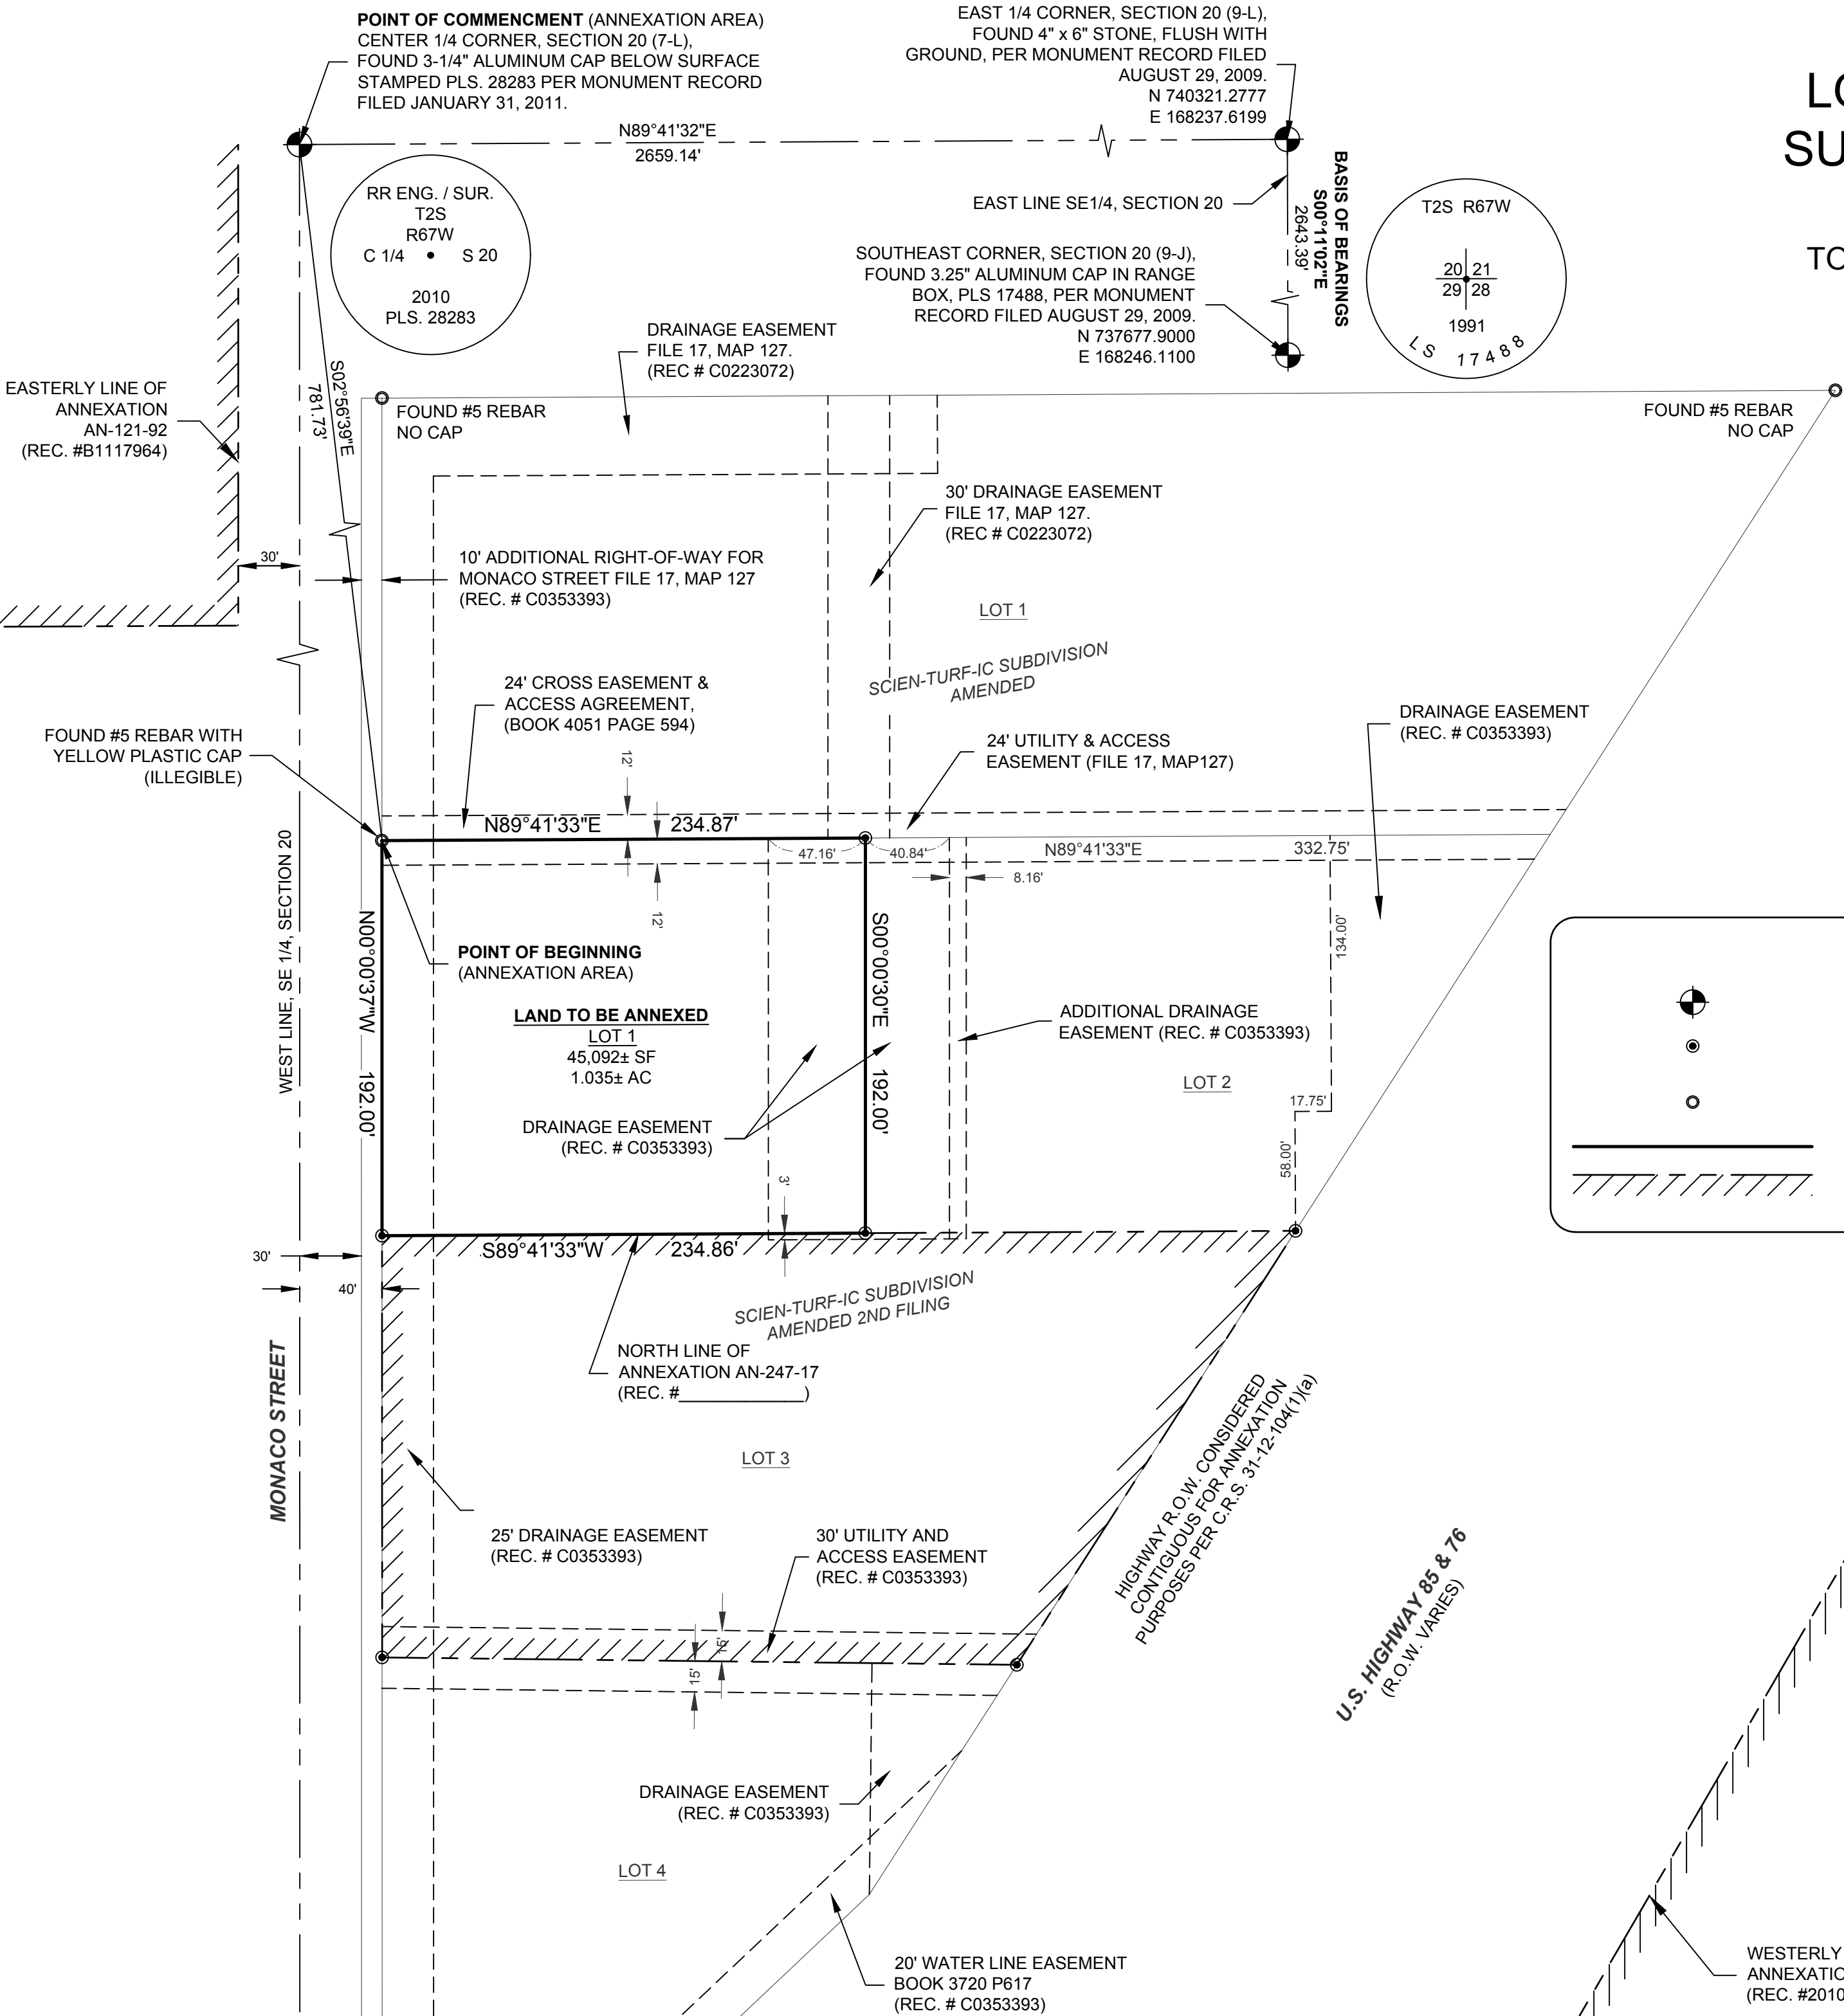 POINT OF COMMENCMENT (ANNEXATION AREA)
CENTER 1/4 CORNER, SECTION 20 (7-L),
FOUND 3-1/4" ALUMINUM CAP BELOW SURFACE
STAMPED PLS. 28283 PER MONUMENT RECORD
FILED JANUARY 31, 2011.
EAST 1/4 CORNER, SECTION 20 (9-L),
FOUND 4" x 6" STONE, FLUSH WITH
GROUND, PER MONUMENT RECORD FILED
AUGUST 29, 2009.
N 740321.2777
E 168237.6199
LO
SU
TO
N89°41'32"E
2659.14'
RR ENG. / SUR.
T2S
R67W
C 1/4 S 20
2010
PLS. 28283
EAST LINE SE1/4, SECTION 20
BASIS OF BEARINGS
S00°11'02"E
2643.39'
T2S R67W
20 21
29 28
1991
LS 17488
SOUTHEAST CORNER, SECTION 20 (9-J),
FOUND 3.25" ALUMINUM CAP IN RANGE
BOX, PLS 17488, PER MONUMENT
RECORD FILED AUGUST 29, 2009.
N 737677.9000
E 168246.1100
DRAINAGE EASEMENT
FILE 17, MAP 127.
(REC # C0223072)
S02°56'39"E
781.73'
EASTERLY LINE OF
ANNEXATION
AN-121-92
(REC. #B1117964)
FOUND #5 REBAR
NO CAP
FOUND #5 REBAR
NO CAP
30' DRAINAGE EASEMENT
FILE 17, MAP 127.
(REC # C0223072)
30'
10' ADDITIONAL RIGHT-OF-WAY FOR
MONACO STREET FILE 17, MAP 127
(REC. # C0353393)
LOT 1
SCIEN-TURF-IC SUBDIVISION
AMENDED
24' CROSS EASEMENT &
ACCESS AGREEMENT,
(BOOK 4051 PAGE 594)
DRAINAGE EASEMENT
(REC. # C0353393)
FOUND #5 REBAR WITH
YELLOW PLASTIC CAP
(ILLEGIBLE)
24' UTILITY & ACCESS
EASEMENT (FILE 17, MAP127)
12'
N89°41'33"E 234.87'
47.16' 40.84'
N89°41'33"E 332.75'
8.16'
12'
WEST LINE, SE 1/4, SECTION 20
N00°00'37"W 192.00'
S00°00'30"E 192.00'
134.00'
POINT OF BEGINNING
(ANNEXATION AREA)
LAND TO BE ANNEXED
LOT 1
45,092± SF
1.035± AC
ADDITIONAL DRAINAGE
EASEMENT (REC. # C0353393)
LOT 2
17.75'
58.00'
DRAINAGE EASEMENT
(REC. # C0353393)
3'
S89°41'33"W 234.86'
30'
40'
SCIEN-TURF-IC SUBDIVISION
AMENDED 2ND FILING
NORTH LINE OF
ANNEXATION AN-247-17
(REC. #______________)
MONACO STREET
LOT 3
HIGHWAY R.O.W. CONSIDERED
CONTIGUOUS FOR ANNEXATION
PURPOSES PER C.R.S. 31-12-104(1)(a)
25' DRAINAGE EASEMENT
(REC. # C0353393)
30' UTILITY AND
ACCESS EASEMENT
(REC. # C0353393)
U.S. HIGHWAY 85 & 76
(R.O.W. VARIES)
15'
15'
DRAINAGE EASEMENT
(REC. # C0353393)
LOT 4
20' WATER LINE EASEMENT
BOOK 3720 P617
(REC. # C0353393)
WESTERLY
ANNEXATIO
(REC. #2010